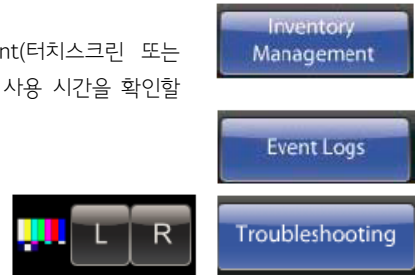 Inventory
Management
nt(터치스크린 또는
사용 시간을 확인할
Event Logs
L R
Troubleshooting